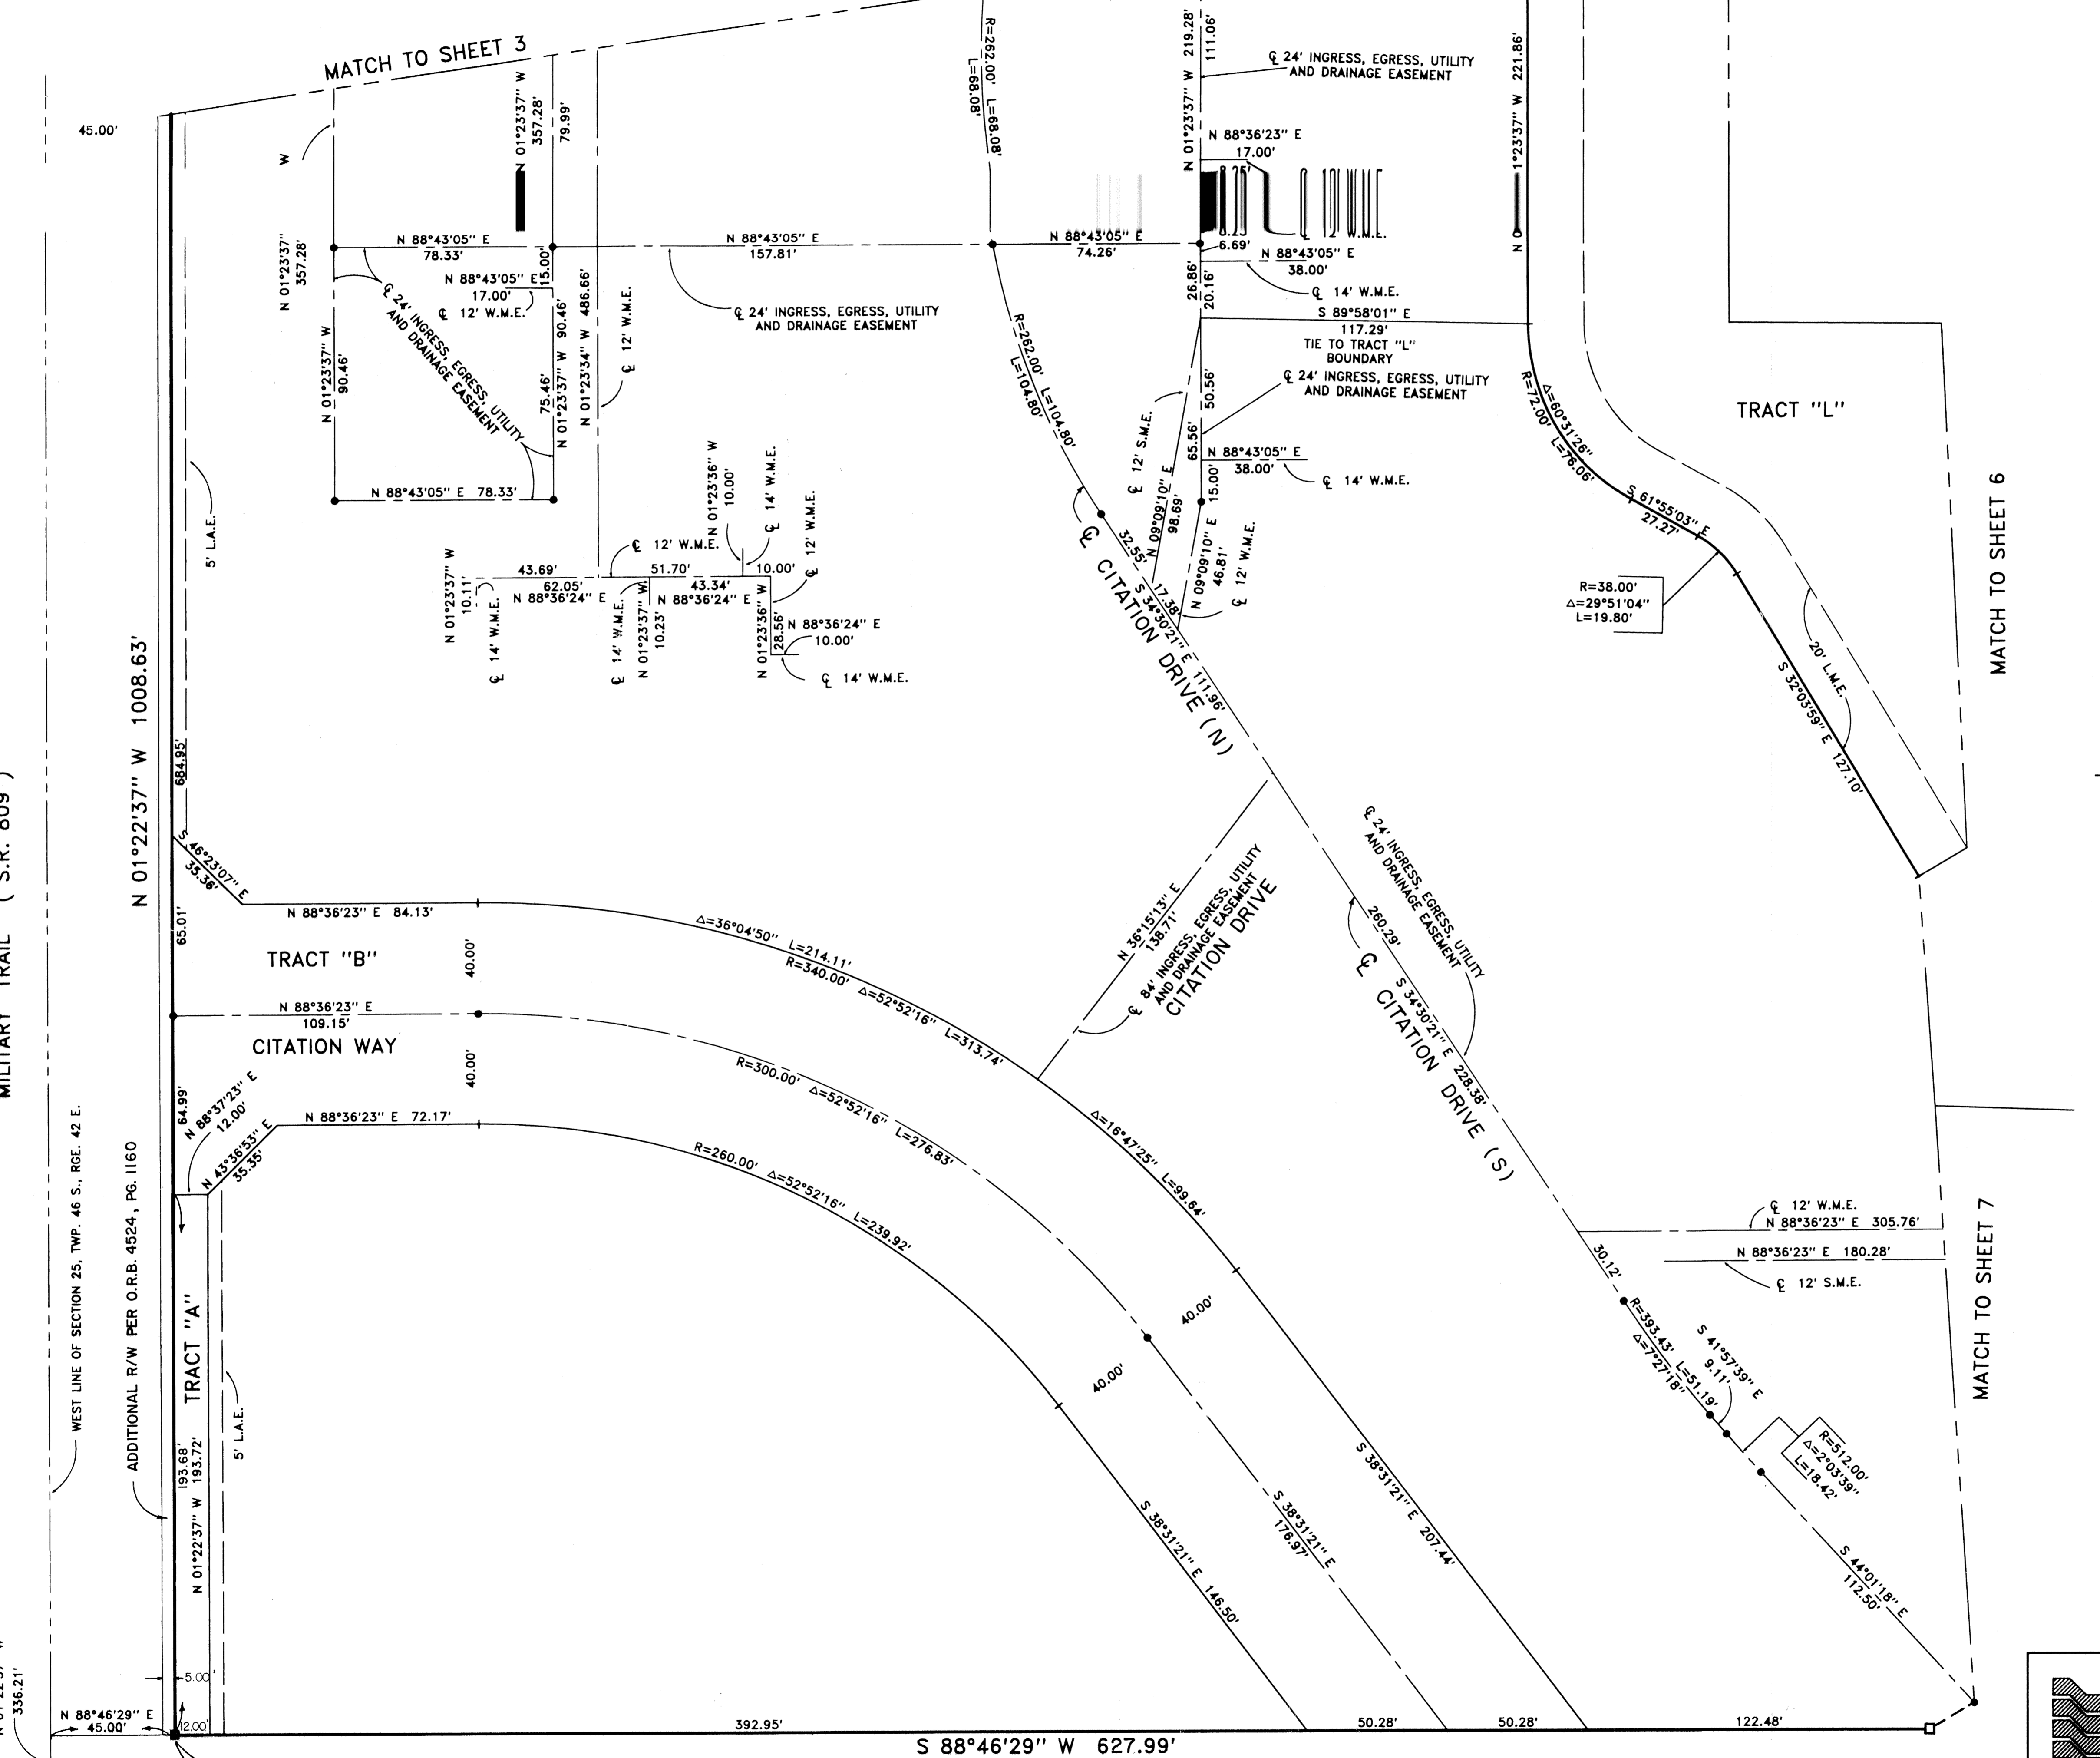 MATCH TO SHEET 3
45.00'
W
N 01°23'37" W
357.28'
79.99'
N 01°23'37"
357.28'
R=262.00' L=68.08'
L=68.08'
N 01°23'37" W 219.28'
111.06'
℄ 24' INGRESS, EGRESS, UTILITY
AND DRAINAGE EASEMENT
N 88°36'23" E
17.00'
1°23'37" W 221.86'
8.25'
℄ 12' W.M.E.
N 88°43'05" E
78.33'
N 88°43'05" E
157.81'
N 88°43'05" E
74.26'
6.69'
N 88°43'05" E
38.00'
℄ 14' W.M.E.
15.00'
N 88°43'05" E
17.00'
℄ 12' W.M.E.
℄ 24' INGRESS, EGRESS, UTILITY
AND DRAINAGE EASEMENT
N 01°23'37" W
90.46'
75.46'
N 01°23'37" W 90.46'
N 01°23'34" W 486.66'
℄ 12' W.M.E.
℄ 24' INGRESS, EGRESS, UTILITY
AND DRAINAGE EASEMENT
26.86'
20.16'
S 89°58'01" E
117.29'
TIE TO TRACT "L"
BOUNDARY
℄ 24' INGRESS, EGRESS, UTILITY
AND DRAINAGE EASEMENT
R=262.00' L=104.80'
L=104.80'
50.56'
65.56'
15.00'
℄ 12' S.M.E.
N 09°09'10" E
98.69'
N 88°43'05" E
38.00'
℄ 14' W.M.E.
N 09°09'10" E
46.81'
℄ 12' W.M.E.
Δ=60°31'26"
R=72.00' L=76.06'
TRACT "L"
S 61°55'03" E
27.27'
R=38.00'
Δ=29°51'04"
L=19.80'
20' L.M.E.
S 32°03'59" E 127.10'
MATCH TO SHEET 6
N 88°43'05" E 78.33'
5' L.A.E.
N 01°23'36" W
10.00'
℄ 14' W.M.E.
℄ 12' W.M.E.
℄ 12' W.M.E.
N 01°23'37" W
10.11'
43.69'
62.05'
N 88°36'24" E
51.70'
43.34'
N 88°36'24" E
10.00'
℄ 14' W.M.E.
℄ 14' W.M.E.
N 01°23'37" W
10.23'
N 01°23'36" W
28.56'
N 88°36'24" E
10.00'
℄ 14' W.M.E.
32.55'
17.38'
S 34°30'21" E 111.96'
℄ CITATION DRIVE (N)
N 01°22'37" W 1008.63'
684.95'
S 46°23'07" E
35.36'
N 88°36'23" E 84.13'
65.01'
TRACT "B"
40.00'
Δ=36°04'50" L=214.11'
R=340.00' Δ=52°52'16" L=313.74'
N 36°15'13" E
138.71'
℄ 84' INGRESS, EGRESS, UTILITY
AND DRAINAGE EASEMENT
CITATION DRIVE
℄ 24' INGRESS, EGRESS, UTILITY
AND DRAINAGE EASEMENT
260.29'
S 34°30'21" E 228.38'
℄ CITATION DRIVE (S)
MILITARY TRAIL ( S.R. 809 )
N 88°36'23" E
109.15'
CITATION WAY
40.00'
64.99'
N 88°37'23" E
12.00'
N 43°36'53" E
35.35'
N 88°36'23" E 72.17'
R=300.00' Δ=52°52'16" L=276.83'
R=260.00' Δ=52°52'16" L=239.92'
Δ=16°47'25" L=99.64'
WEST LINE OF SECTION 25, TWP. 46 S., RGE. 42 E.
ADDITIONAL R/W PER O.R.B. 4524, PG. 1160
TRACT "A"
193.68'
N 01°22'37" W 193.72'
5' L.A.E.
40.00'
40.00'
℄ 12' W.M.E.
N 88°36'23" E 305.76'
N 88°36'23" E 180.28'
℄ 12' S.M.E.
30.12'
R=393.43' L=51.19'
Δ=7°27'18"
S 41°57'39" E
9.11'
R=512.00'
Δ=2°03'39"
L=18.42'
S 44°01'18" E
112.50'
MATCH TO SHEET 7
S 38°31'21" E 207.44'
S 38°31'21" E
176.97'
S 38°31'21" E 146.50'
336.21'
5.00'
N 88°46'29" E
45.00'
12.00'
392.95'
50.28'
50.28'
122.48'
S 88°46'29" W 627.99'